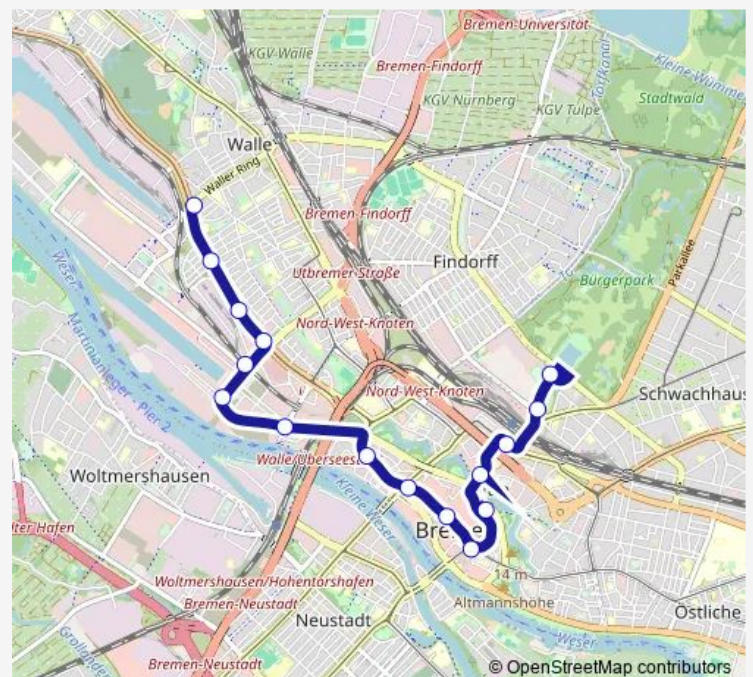 Bremen-Universität
KGV Walle
Bremen-Findorff
Torfkanal
Kleine Wümme
KGV Nürnberg
KGV Tulpe
Stadtwald
Walle
Waller Ring
Bremen-Findorff
Parkallee
Utbremer Straße
Findorff
Bürgerpark
Weser
Nord-West-Knoten
Martinianleger - Pier 2
Nord-West-Knoten
Schwachhaus
Walle/Überseest
Woltmershausen
Kleine Weser
lter Hafen
Bre
e
14 m
Woltmershausen/Hohentorshafen
Altmannshöhe
Bremen-Neustadt
Östliche
Neustadt
Weser
Bremen-Neustadt
© OpenStreetMap contributors